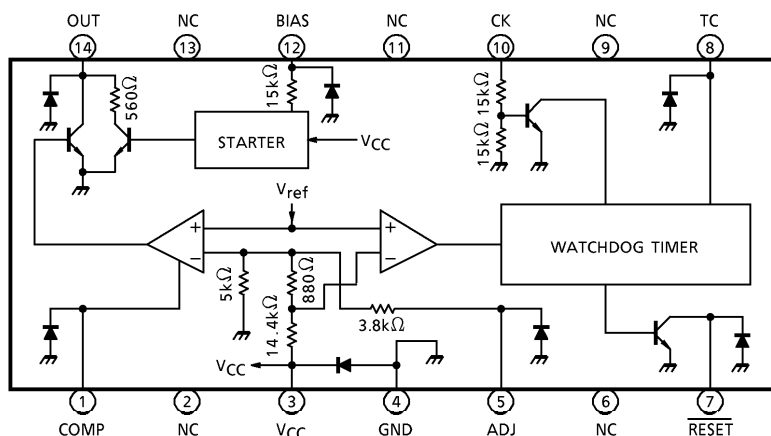 OUT NC BIAS NC CK NC TC
14 13 12 11 10 9 8
560Ω
15kΩ
15kΩ
15kΩ
STARTER
VCC
Vref
+
−
+
−
WATCHDOG TIMER
5kΩ
880Ω
14.4kΩ
3.8kΩ
VCC
1 2 3 4 5 6 7
COMP NC VCC GND ADJ NC RESET